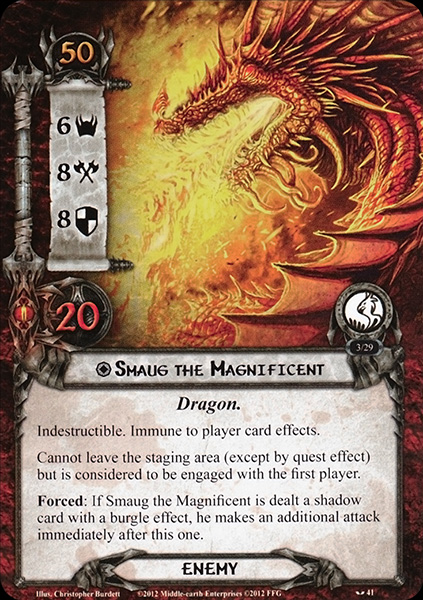 50
6
8
8
20
3/29
Smaug the Magnificent
Dragon.
Indestructible. Immune to player card effects.
Cannot leave the staging area (except by quest effect)
but is considered to be engaged with the first player.
Forced: If Smaug the Magnificent is dealt a shadow
card with a burgle effect, he makes an additional attack
immediately after this one.
ENEMY
Illus. Christopher Burdett ©2012 Middle-earth Enterprises ©2012 FFG 41